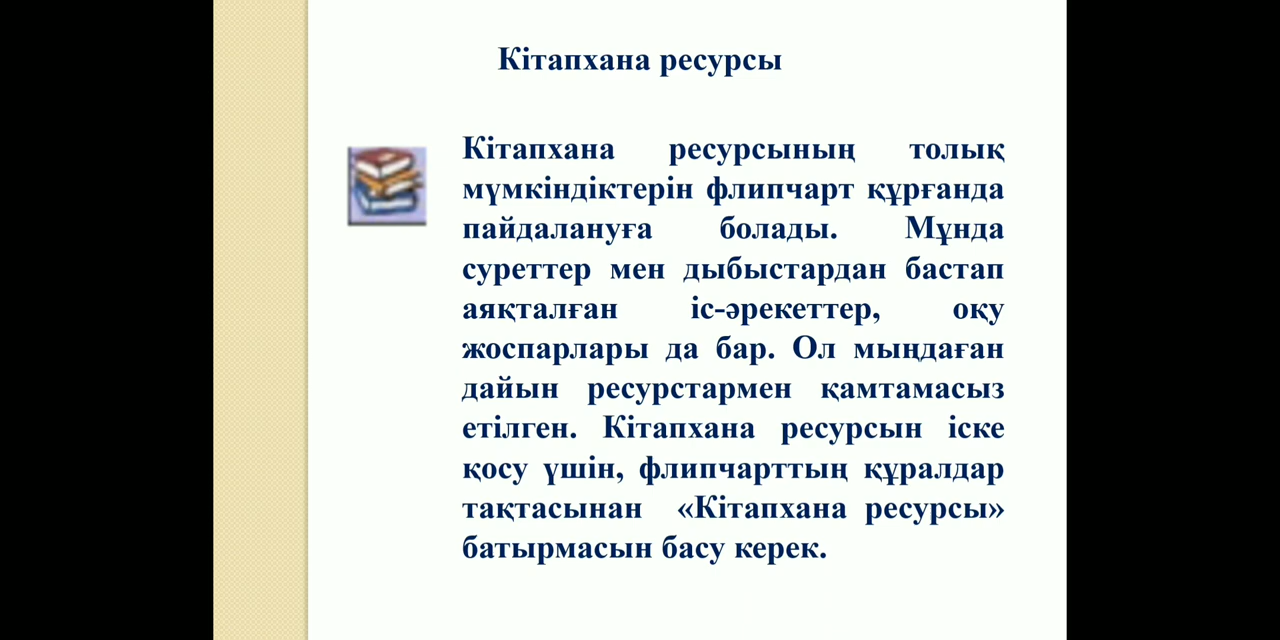 Кітапхана ресурсы
Кітапхана ресурсының толық
мүмкіндіктерін флипчарт құрғанда
пайдалануға болады. Мұнда
суреттер мен дыбыстардан бастап
аяқталған іс-әрекеттер, оқу
жоспарлары да бар. Ол мыңдаған
дайын ресурстармен қамтамасыз
етілген. Кітапхана ресурсын іске
қосу үшін, флипчарттың құралдар
тақтасынан «Кітапхана ресурсы»
батырмасын басу керек.